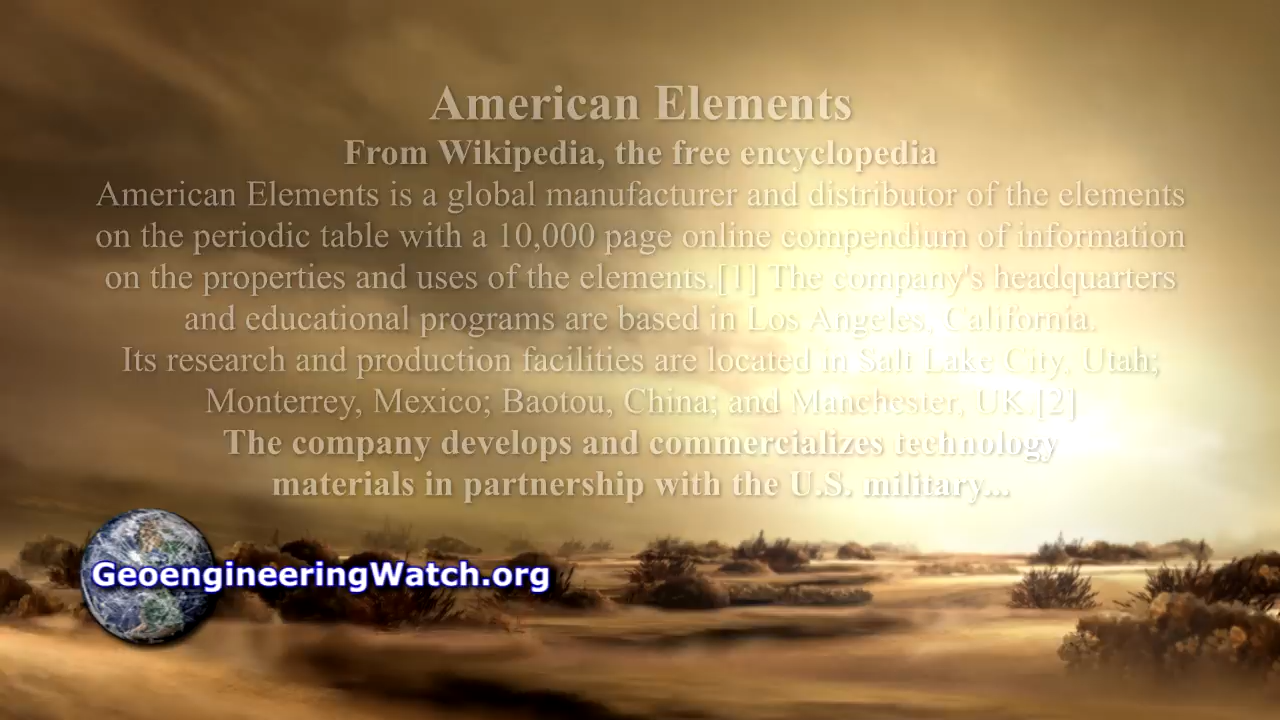 American Elements
From Wikipedia, the free encyclopedia
American Elements is a global manufacturer and distributor of the elements
on the periodic table with a 10,000 page online compendium of information
on the properties and uses of the elements.[1] The company's headquarters
and educational programs are based in Los Angeles, California.
Its research and production facilities are located in Salt Lake City, Utah;
Monterrey, Mexico; Baotou, China; and Manchester, UK.[2]
The company develops and commercializes technology
materials in partnership with the U.S. military...
GeoengineeringWatch.org